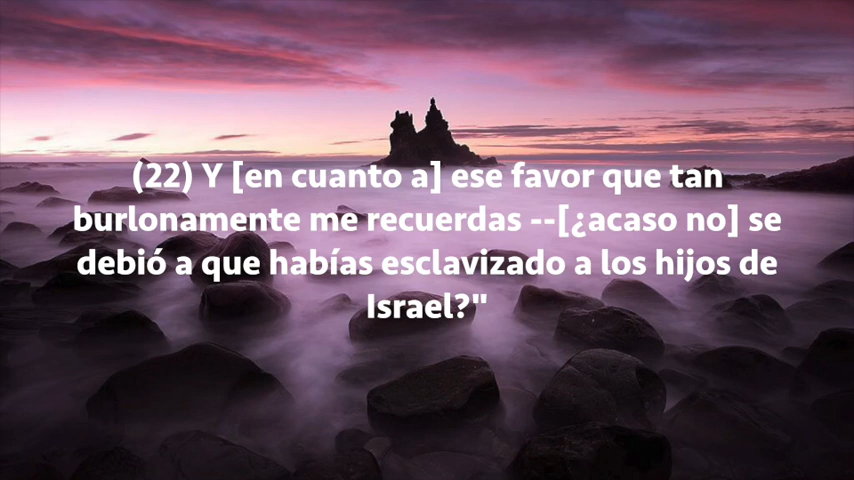 (22) Y [en cuanto a] ese favor que tan
burlonamente me recuerdas --[¿acaso no] se
debió a que habías esclavizado a los hijos de
Israel?"